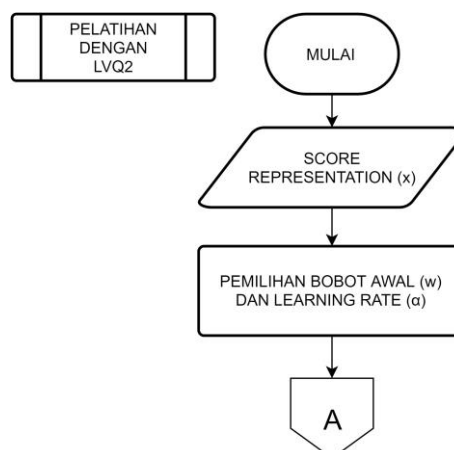 PELATIHAN
DENGAN
LVQ2
MULAI
SCORE
REPRESENTATION (x)
PEMILIHAN BOBOT AWAL (w)
DAN LEARNING RATE (α)
A